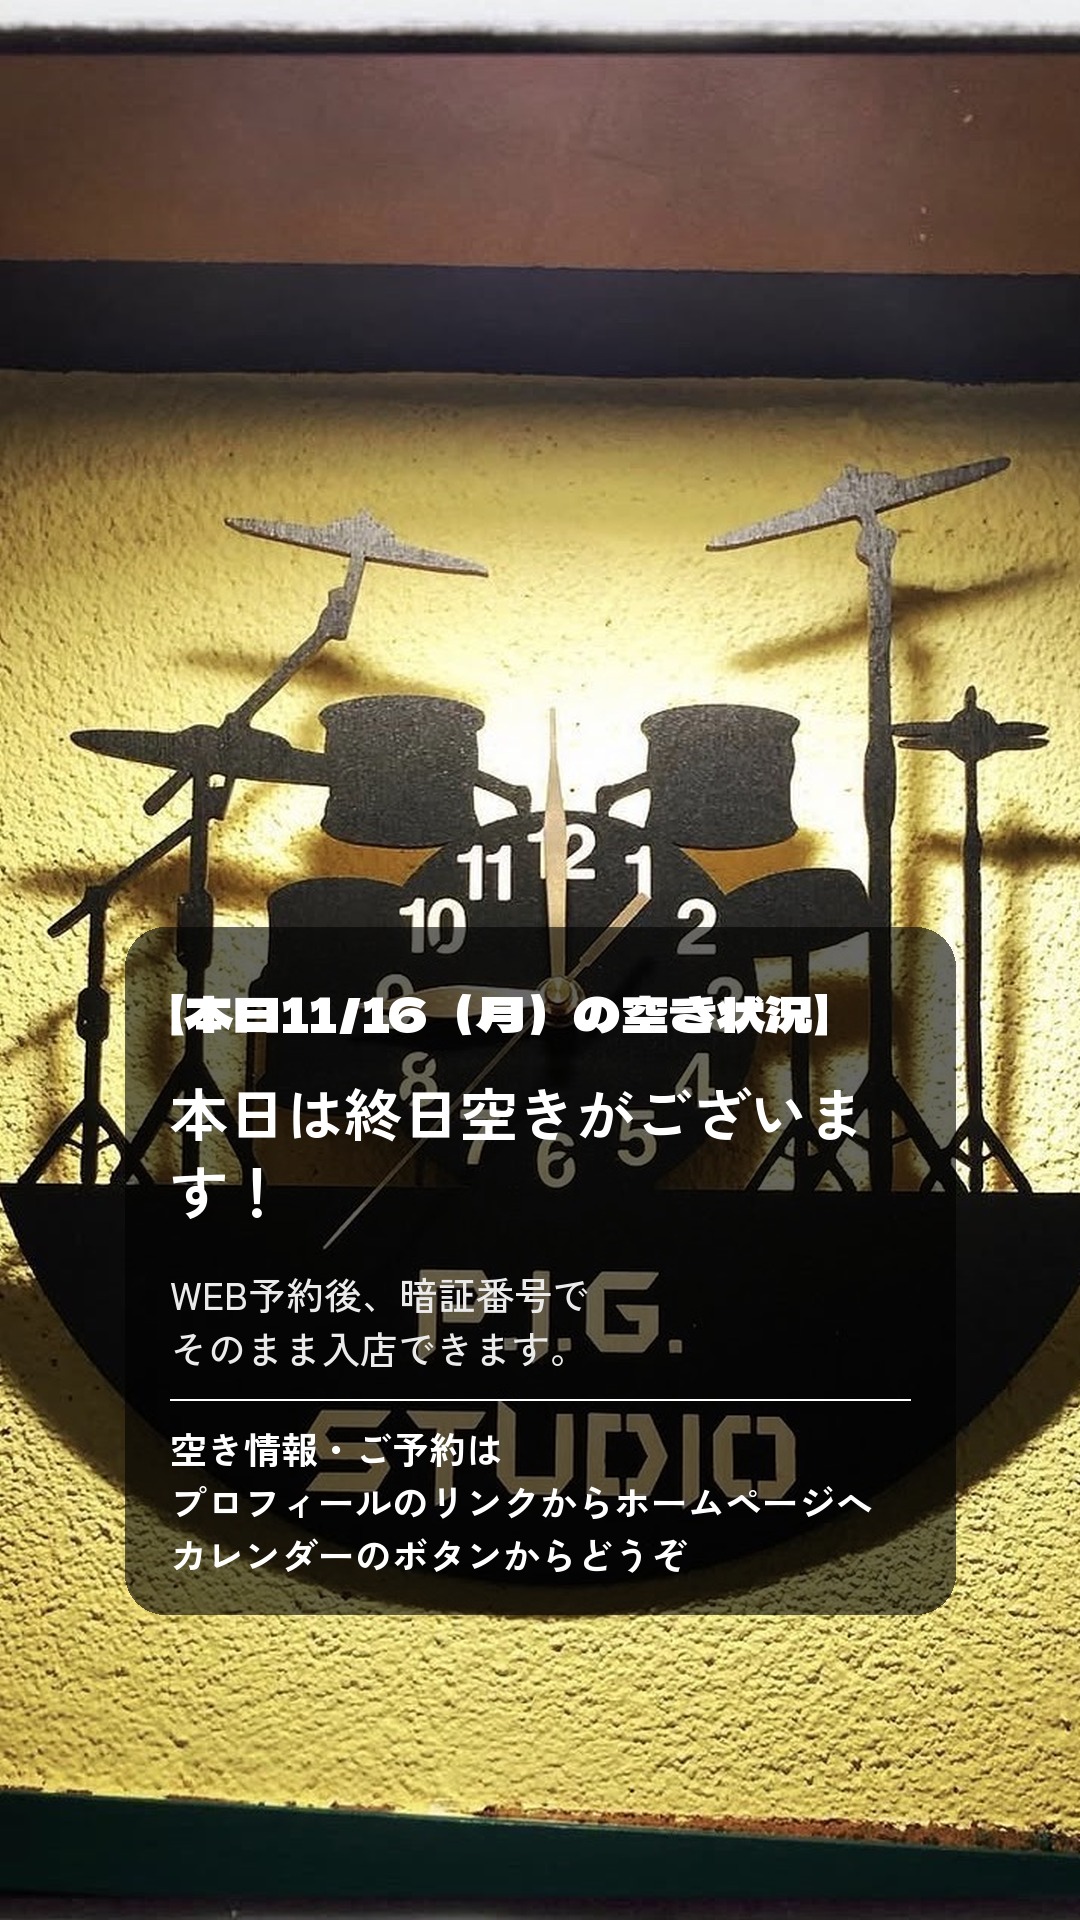 12
11
1
10
2
9
3
【本日11/16（月）の空き状況】
8
4
本日は終日空きがございま
7
5
6
す！
WEB予約後、暗証番号で
P.I.G.
そのまま入店できます。
空き情報・ご予約は
STUDIO
プロフィールのリンクからホームページへ
カレンダーのボタンからどうぞ